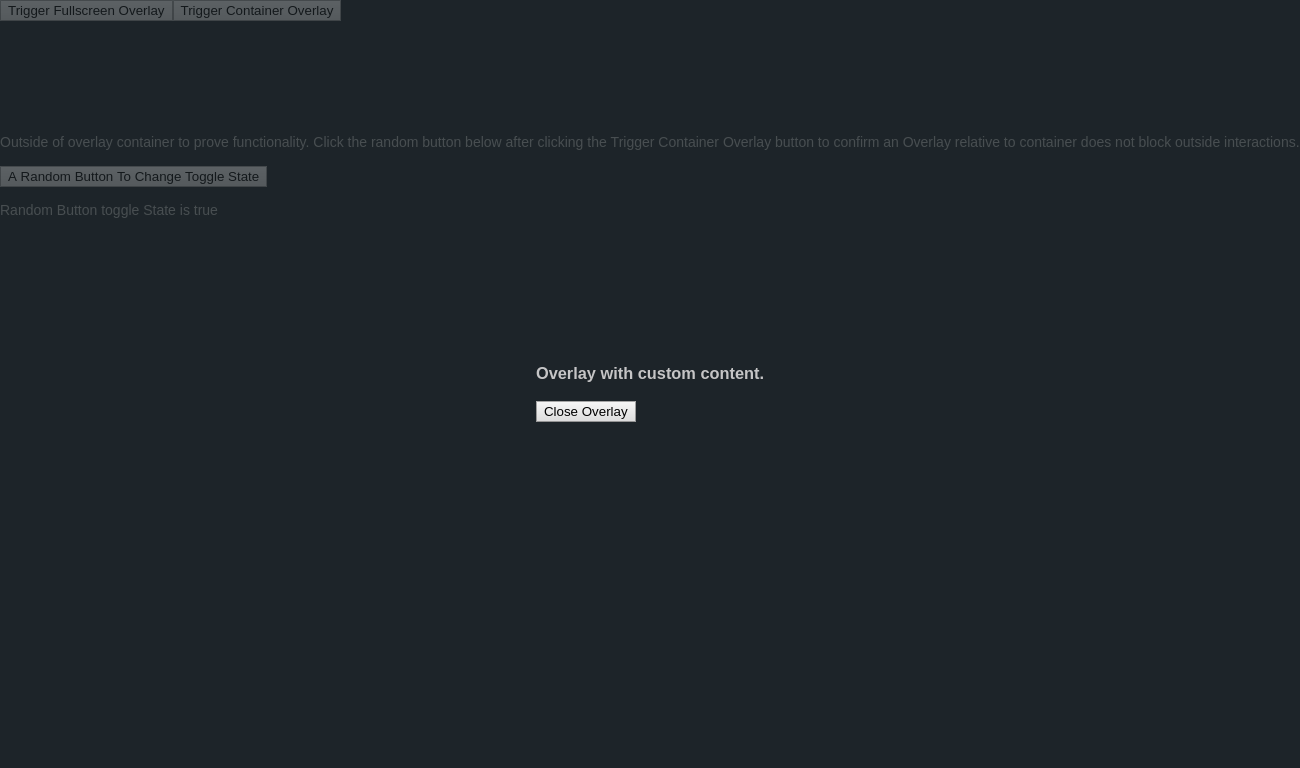 Trigger Fullscreen Overlay Trigger Container Overlay
Outside of overlay container to prove functionality. Click the random button below after clicking the Trigger Container Overlay button to confirm an Overlay relative to container does not block outside interactions.
A Random Button To Change Toggle State
Random Button toggle State is true
Overlay with custom content.
Close Overlay